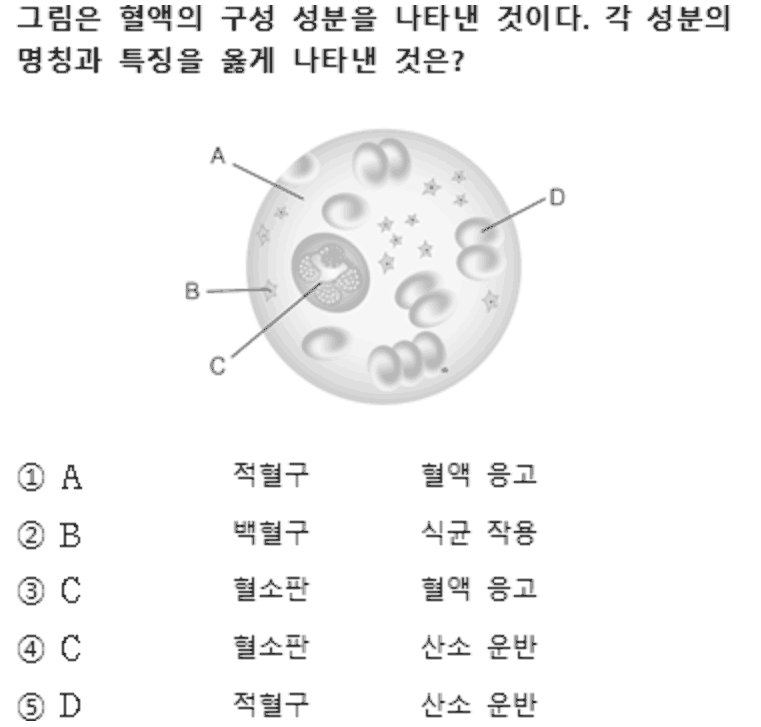 그림은 혈액의 구성 성분을 나타낸 것이다. 각 성분의
명칭과 특징을 옳게 나타낸 것은?
A
D
B
C
① A 적혈구 혈액 응고
② B 백혈구 식균 작용
③ C 혈소판 혈액 응고
④ C 혈소판 산소 운반
⑤ D 적혈구 산소 운반